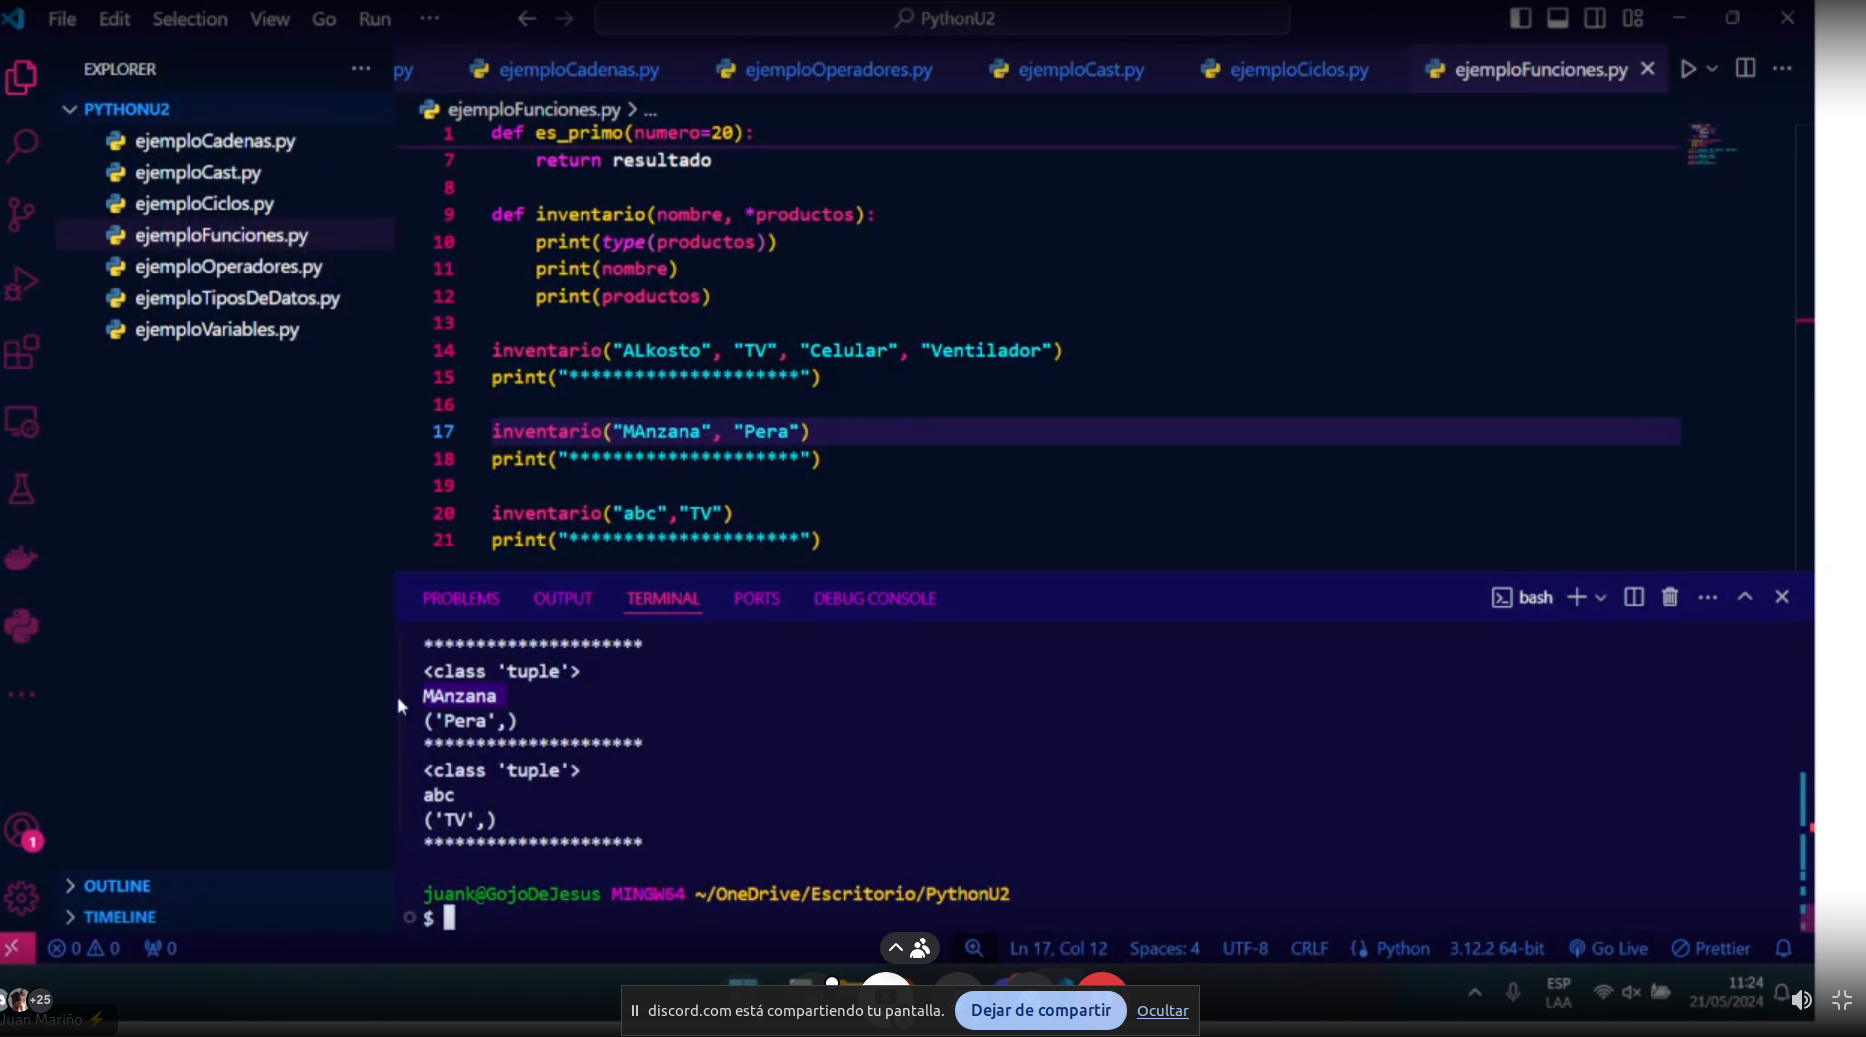 File Edit Selection View Go Run ...
PythonU2
EXPLORER ...
py ejemploCadenas.py ejemploOperadores.py ejemploCast.py ejemploCiclos.py ejemploFunciones.py
PYTHONU2
ejemploCadenas.py
ejemploCast.py
ejemploCiclos.py
ejemploFunciones.py
ejemploOperadores.py
ejemploTiposDeDatos.py
ejemploVariables.py
ejemploFunciones.py > ...
1 def es_primo(numero=20):
7     return resultado
8
9 def inventario(nombre, *productos):
10     print(type(productos))
11     print(nombre)
12     print(productos)
13
14 inventario("ALkosto", "TV", "Celular", "Ventilador")
15 print("*********************")
16
17 inventario("MAnzana", "Pera")
18 print("*********************")
19
20 inventario("abc","TV")
21 print("*********************")
PROBLEMS OUTPUT TERMINAL PORTS DEBUG CONSOLE
bash
*********************
<class 'tuple'>
MAnzana
('Pera',)
*********************
<class 'tuple'>
abc
('TV',)
*********************
juank@GojoDeJesus MINGW64 ~/OneDrive/Escritorio/PythonU2
$
1
OUTLINE
TIMELINE
0 0 0
Ln 17, Col 12 Spaces: 4 UTF-8 CRLF Python 3.12.2 64-bit Go Live Prettier
ESP
LAA
11:24
21/05/2024
+25
Juan Mariño
discord.com está compartiendo tu pantalla. Dejar de compartir Ocultar